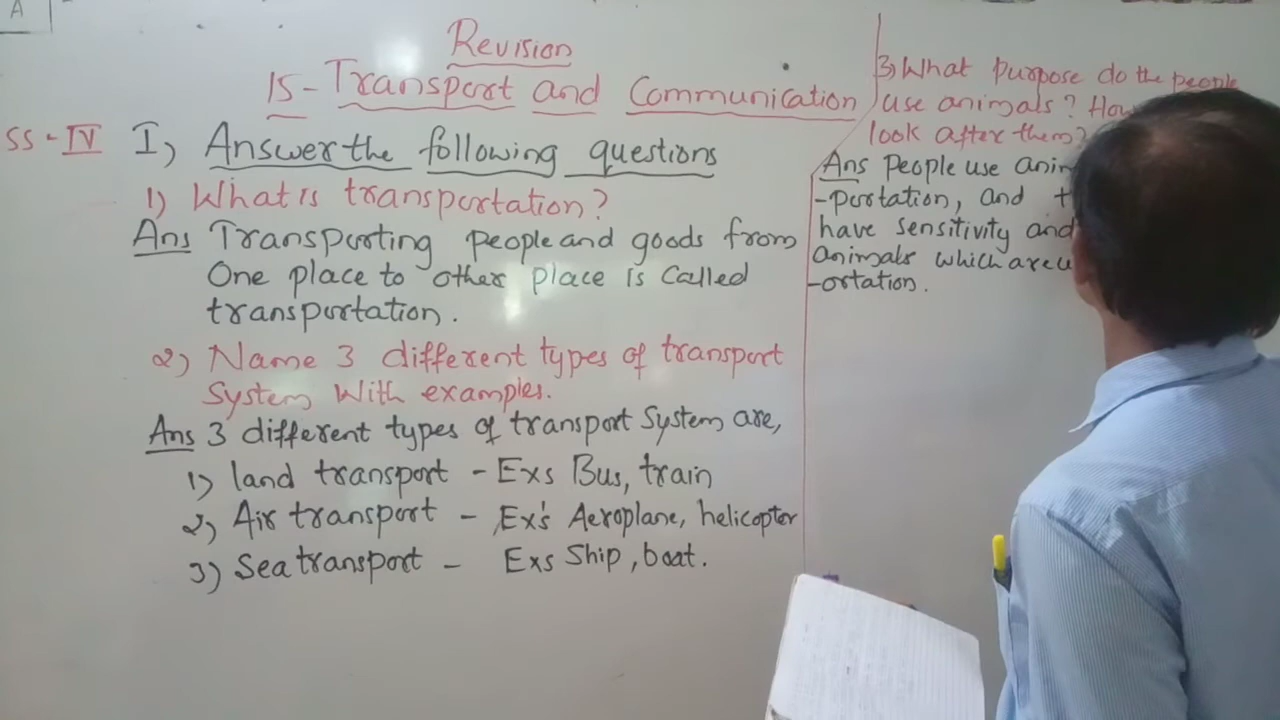 A
Revision
15 - Transport and Communication
SS - IV I) Answer the following questions
1) What is transportation?
Ans Transporting people and goods from
One place to other place is called
transportation.
2) Name 3 different types of transport
System With examples.
Ans 3 different types of transport System are,
1) land transport - Exs Bus, train
2) Air transport - Ex's Aeroplane, helicopter
3) Sea transport - Exs Ship, boat.
3) What purpose do the people
use animals?
look after them?
Ans People use
-portation, and
have sensitivity and
animals which are
-ortation.